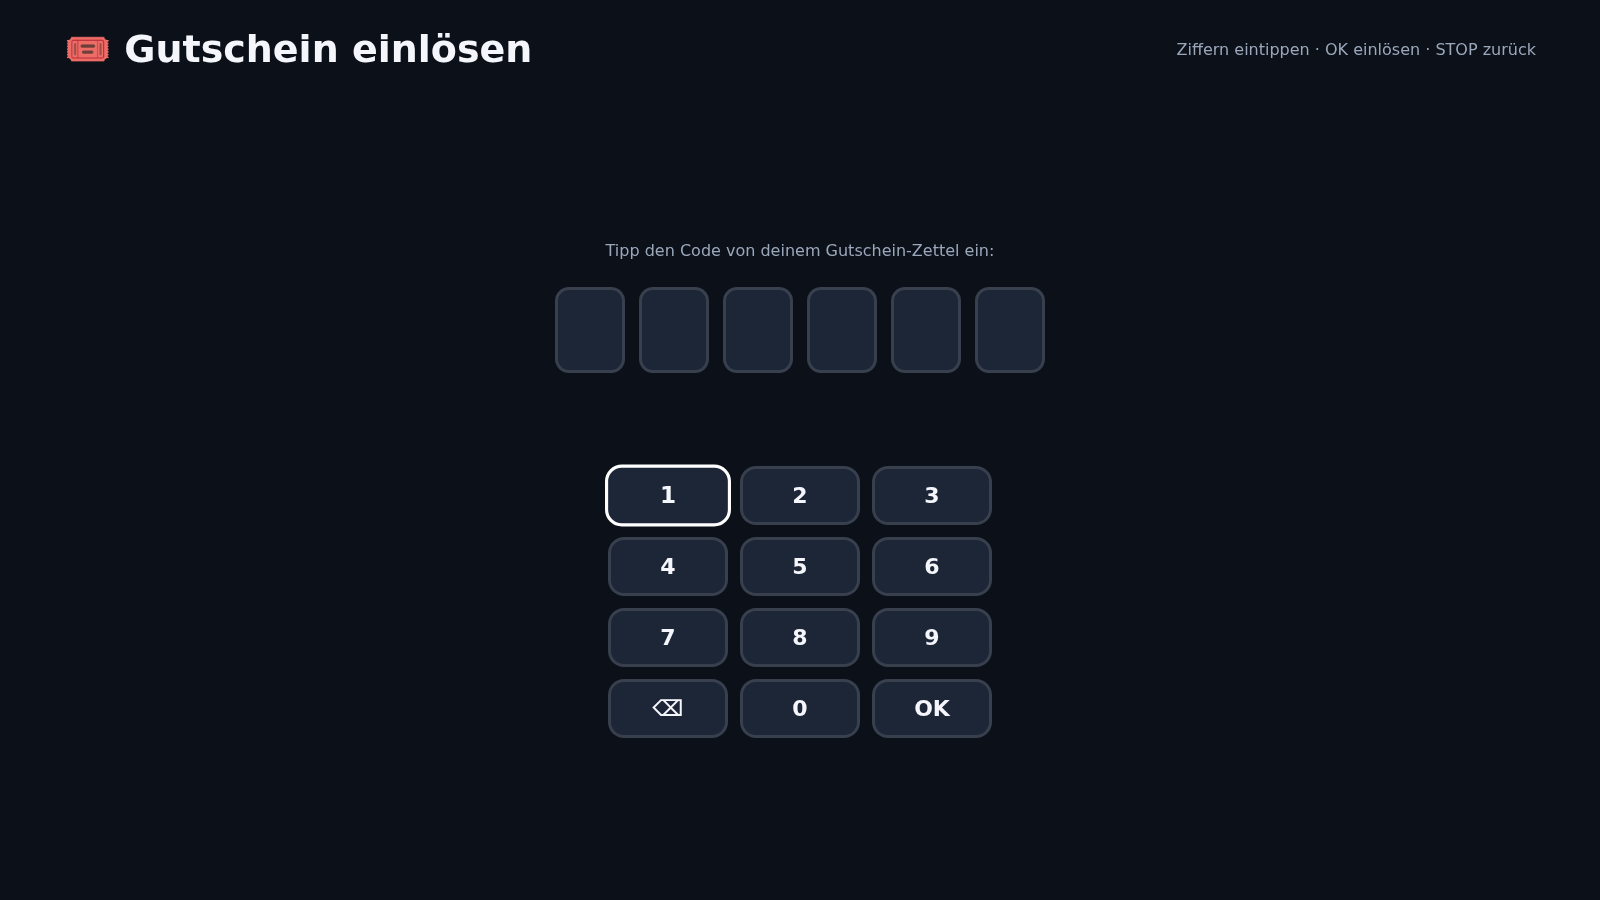 Gutschein einlösen
Ziffern eintippen · OK einlösen · STOP zurück
Tipp den Code von deinem Gutschein-Zettel ein:
1 2 3
4 5 6
7 8 9
⌫ 0 OK